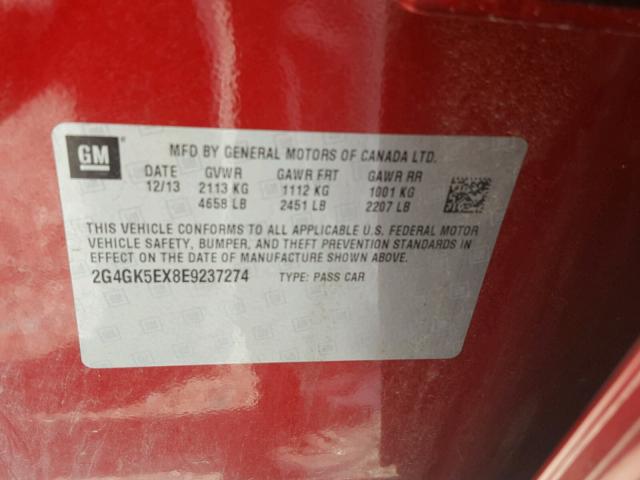 GM
MFD BY GENERAL MOTORS OF CANADA LTD.
DATE GVWR GAWR FRT GAWR RR
12/13 2113 KG 1112 KG 1001 KG
4658 LB 2451 LB 2207 LB
THIS VEHICLE CONFORMS TO ALL APPLICABLE U.S. FEDERAL MOTOR
VEHICLE SAFETY, BUMPER, AND THEFT PREVENTION STANDARDS IN
EFFECT ON THE DATE OF MANUFACTURE SHOWN ABOVE.
2G4GK5EX8E9237274 TYPE: PASS CAR